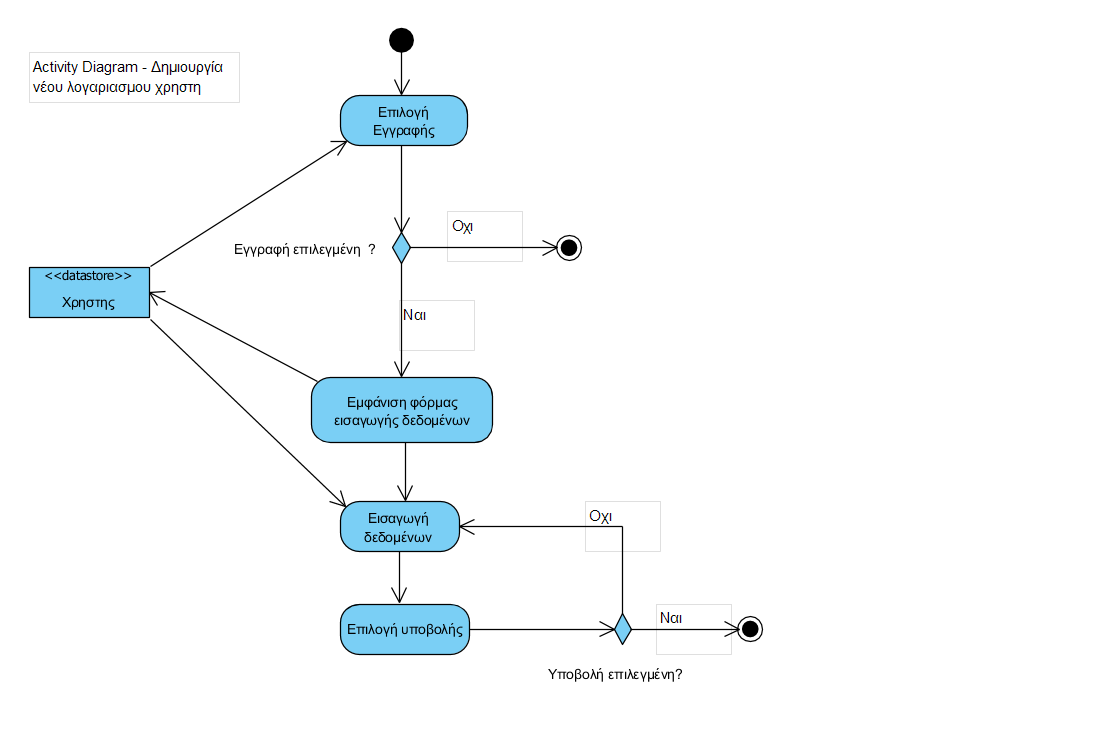 Activity Diagram - Δημιουργία
νέου λογαριασμου χρηστη
Επιλογή
Εγγραφής
Οχι
Εγγραφή επιλεγμένη ?
<<datastore>>
Χρηστης
Ναι
Εμφάνιση φόρμας
εισαγωγής δεδομένων
Εισαγωγή
δεδομένων
Οχι
Επιλογή υποβολής
Ναι
Υποβολή επιλεγμένη?